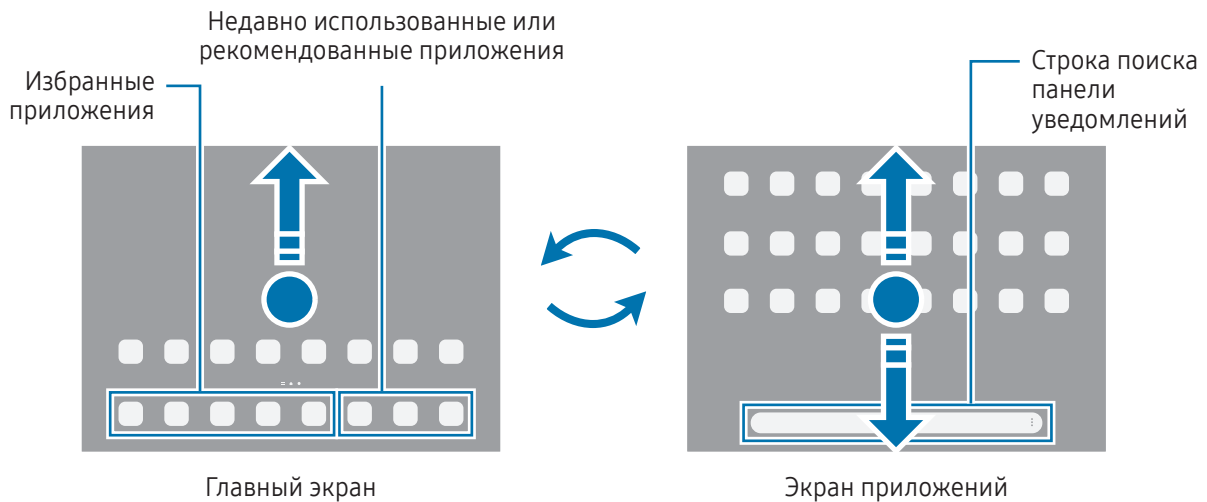 Недавно использованные или
рекомендованные приложения
Избранные
приложения
Строка поиска
панели
уведомлений
Главный экран
Экран приложений